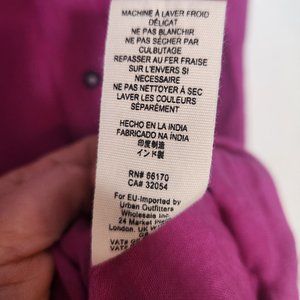 MACHINE À LAVER FROID
DÉLICAT
NE PAS BLANCHIR
NE PAS SÉCHER PAR
CULBUTAGE
REPASSER AU FER FRAISE
SUR L'ENVERS SI
NECESSAIRE
NE PAS NETTOYER À SEC
LAVER LES COULEURS
SÉPARÉMENT
HECHO EN LA INDIA
FABRICADO NA ÍNDIA
印度制造
インド製
RN# 66170
CA# 32054
For EU-Imported by
Urban Outfitters
Wholesale Inc
24 Market
London, UK
VAT#
VAT#